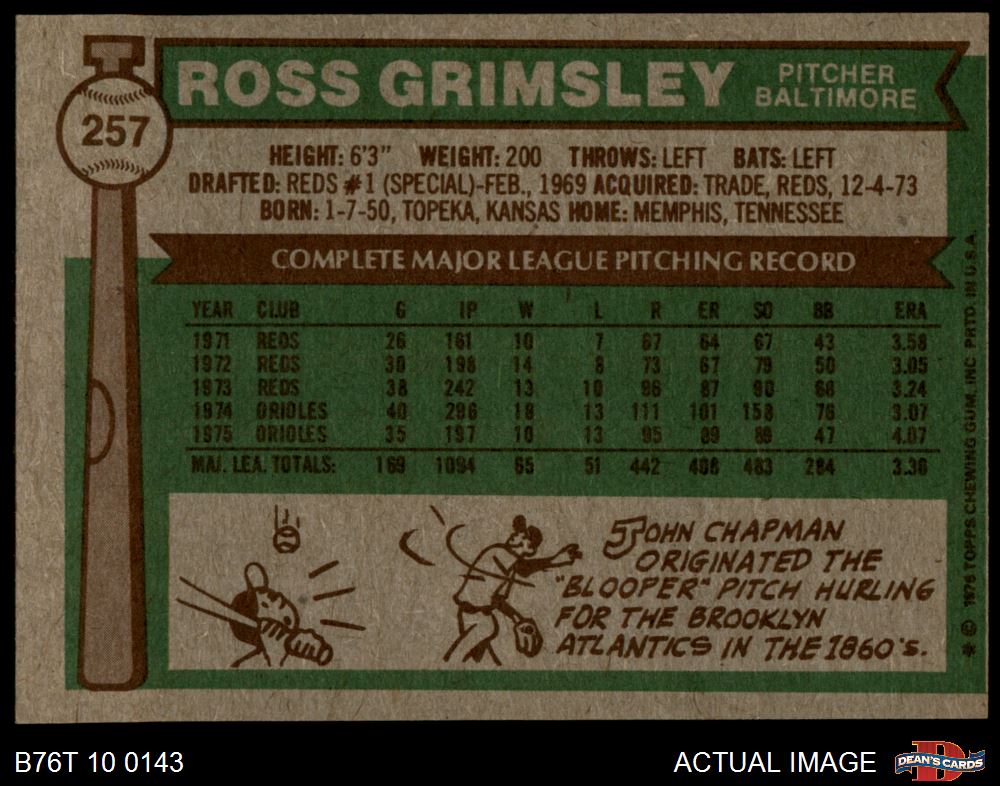 257
ROSS GRIMSLEY
PITCHER
BALTIMORE
HEIGHT: 6'3" WEIGHT: 200 THROWS: LEFT BATS: LEFT
DRAFTED: REDS #1 (SPECIAL)-FEB., 1969 ACQUIRED: TRADE, REDS, 12-4-73
BORN: 1-7-50, TOPEKA, KANSAS HOME: MEMPHIS, TENNESSEE
COMPLETE MAJOR LEAGUE PITCHING RECORD
YEAR CLUB G IP W L R ER SO BB ERA
1971 REDS 26 161 10 7 67 64 67 43 3.58
1972 REDS 30 198 14 8 73 67 79 50 3.05
1973 REDS 38 242 13 10 96 87 90 68 3.24
1974 ORIOLES 40 296 18 13 111 101 158 76 3.07
1975 ORIOLES 35 197 10 13 95 89 89 47 4.07
MAJ. LEA. TOTALS: 169 1094 65 51 442 408 483 284 3.36
JOHN CHAPMAN
ORIGINATED THE
"BLOOPER" PITCH HURLING
FOR THE BROOKLYN
ATLANTICS IN THE 1860'S.
* © 1976 TOPPS CHEWING GUM, INC. PRTD. IN U.S.A.
B76T 10 0143
ACTUAL IMAGE
DEAN'S CARDS